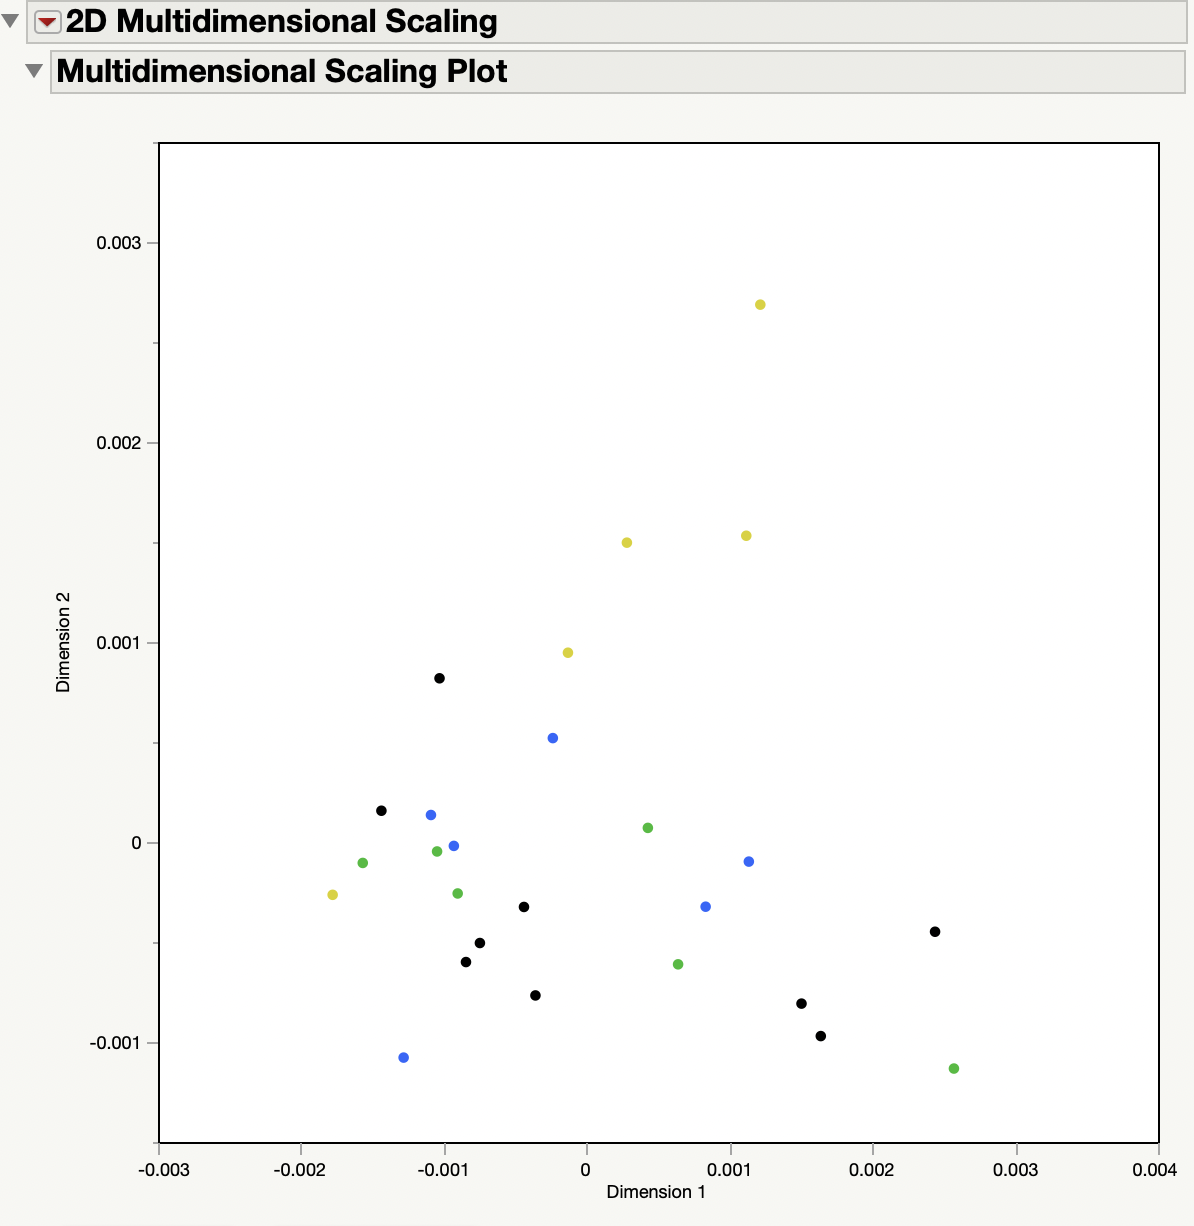 2D Multidimensional Scaling
Multidimensional Scaling Plot
0.003
0.002
0.001
0
-0.001
Dimension 2
-0.003 -0.002 -0.001 0 0.001 0.002 0.003 0.004
Dimension 1